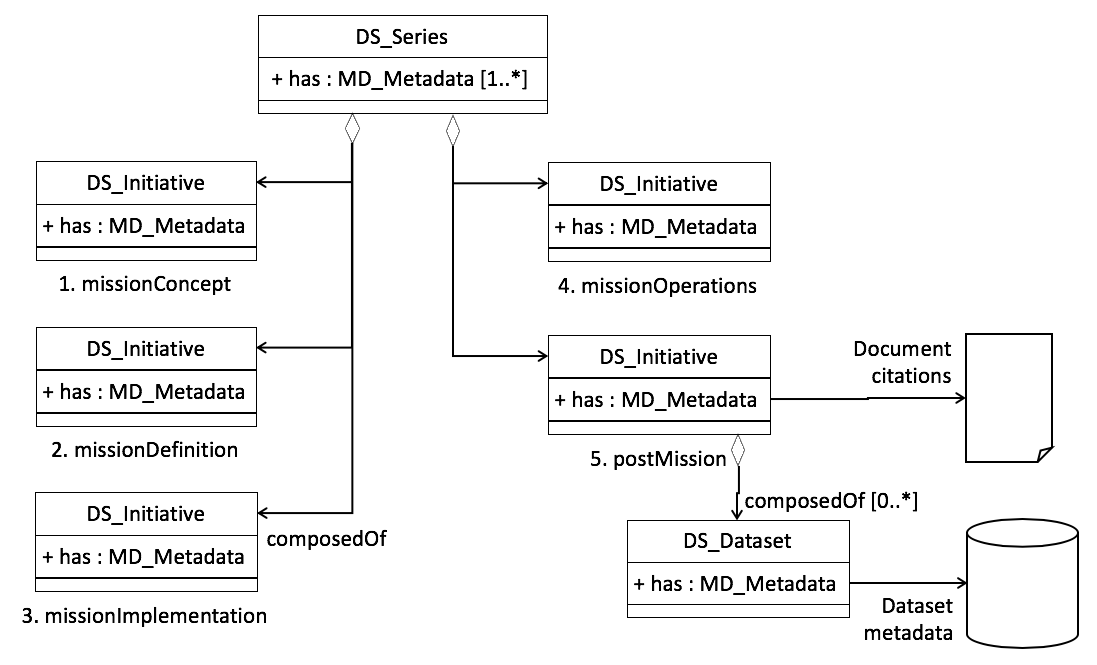 DS_Series
+ has : MD_Metadata [1..*]
DS_Initiative
+ has : MD_Metadata
1. missionConcept
DS_Initiative
+ has : MD_Metadata
2. missionDefinition
DS_Initiative
+ has : MD_Metadata
3. missionImplementation
composedOf
DS_Initiative
+ has : MD_Metadata
4. missionOperations
DS_Initiative
+ has : MD_Metadata
5. postMission
Document
citations
composedOf [0..*]
DS_Dataset
+ has : MD_Metadata
Dataset
metadata